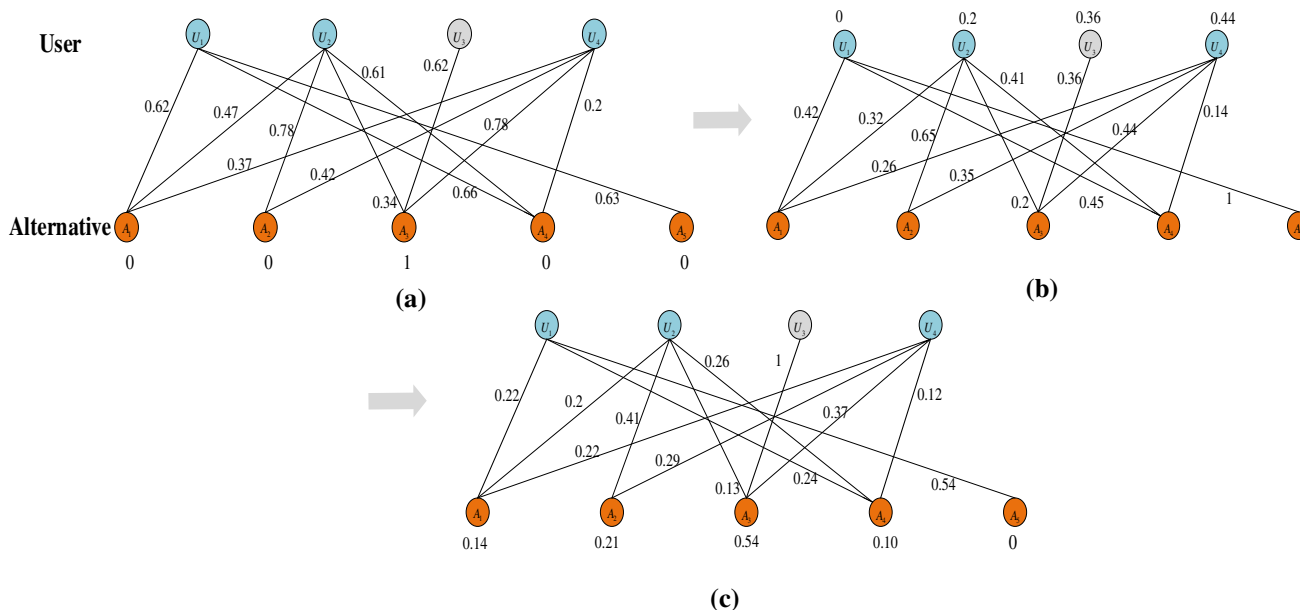 0 0.2 0.36 0.44
User U1 U2 U3 U4 U1 U2 U3 U4
0.61 0.62 0.41 0.36
0.62 0.47 0.2 0.42 0.32 0.14
0.78 0.78 0.65 0.44
0.37 0.42 0.26 0.35
0.34 0.66 0.63 0.2 0.45 1
Alternative A1 A2 A3 A4 A5 A1 A2 A3 A4
0 0 1 0 0
(a) (b)
U1 U2 U3 U4
0.26 1
0.22 0.2 0.41 0.37 0.12
0.22 0.29
0.13 0.24 0.54
A1 A2 A3 A4 A5
0.14 0.21 0.54 0.10 0
(c)